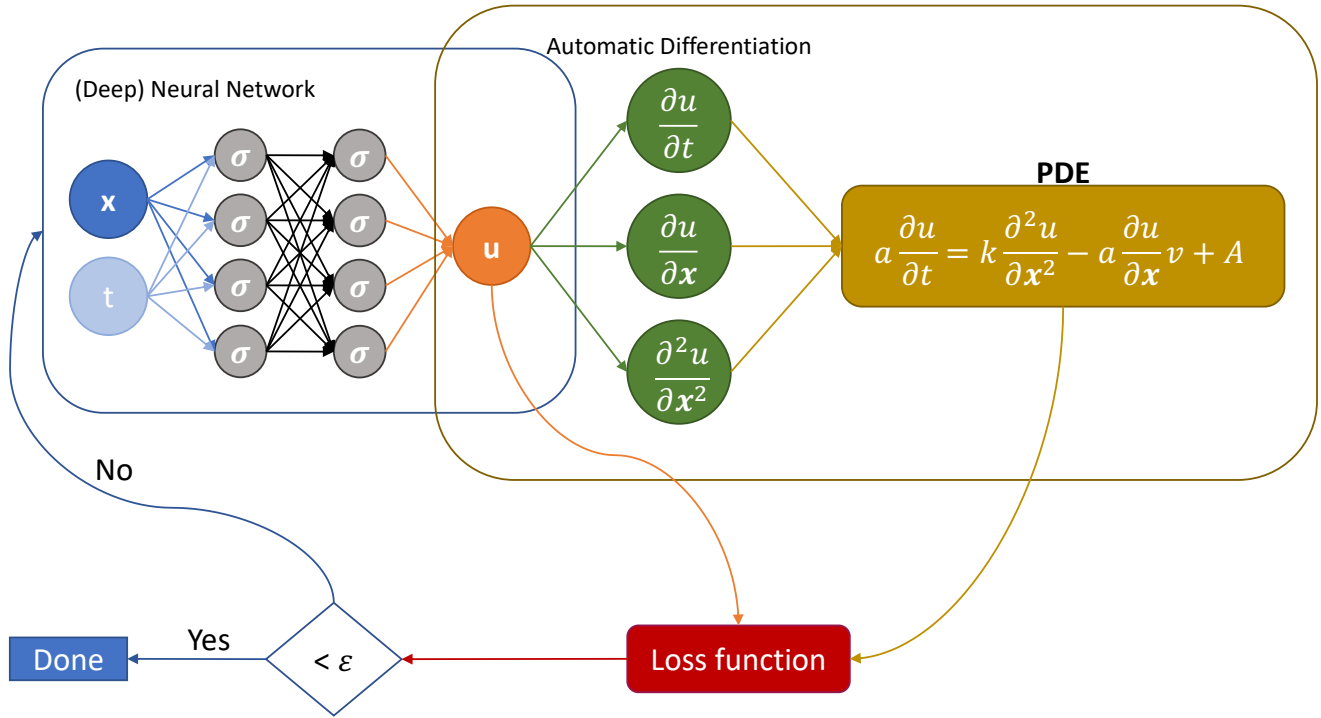 Automatic Differentiation
(Deep) Neural Network
x
t
σ
σ
σ
σ
σ
σ
σ
σ
u
∂u/∂t
∂u/∂x
∂²u/∂x²
PDE
a ∂u/∂t = k ∂²u/∂x² − a ∂u/∂x v + A
No
Yes
Done
< ε
Loss function